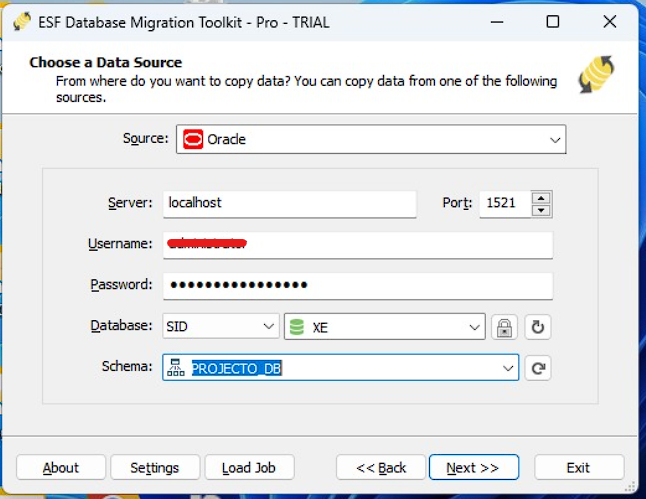 ESF Database Migration Toolkit - Pro - TRIAL
Choose a Data Source
From where do you want to copy data? You can copy data from one of the following
sources.
Source: Oracle
Server: localhost Port: 1521
Username:
Password: ••••••••••••••••
Database: SID XE
Schema: PROJECTO_DB
About Settings Load Job << Back Next >> Exit